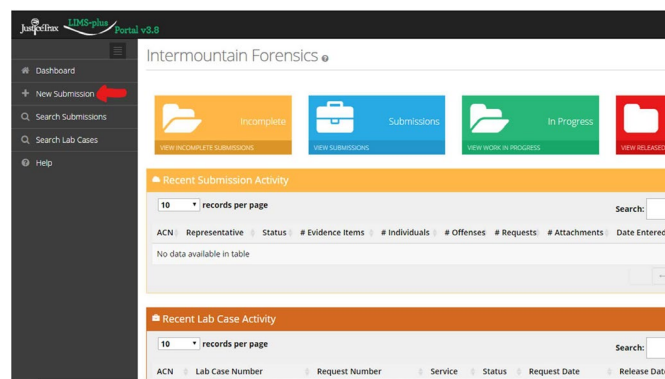 JusticeTrax LIMS-plus Portal v3.8
Intermountain Forensics
Dashboard
New Submission
Search Submissions
Search Lab Cases
Help
Incomplete
VIEW INCOMPLETE SUBMISSIONS
Submissions
VIEW SUBMISSIONS
In Progress
VIEW WORK IN PROGRESS
VIEW RELEASED
Recent Submission Activity
10 records per page
Search:
ACN Representative Status # Evidence Items # Individuals # Offenses # Requests # Attachments Date Entered
No data available in table
Recent Lab Case Activity
10 records per page
Search:
ACN Lab Case Number Request Number Service Status Request Date Release Dat